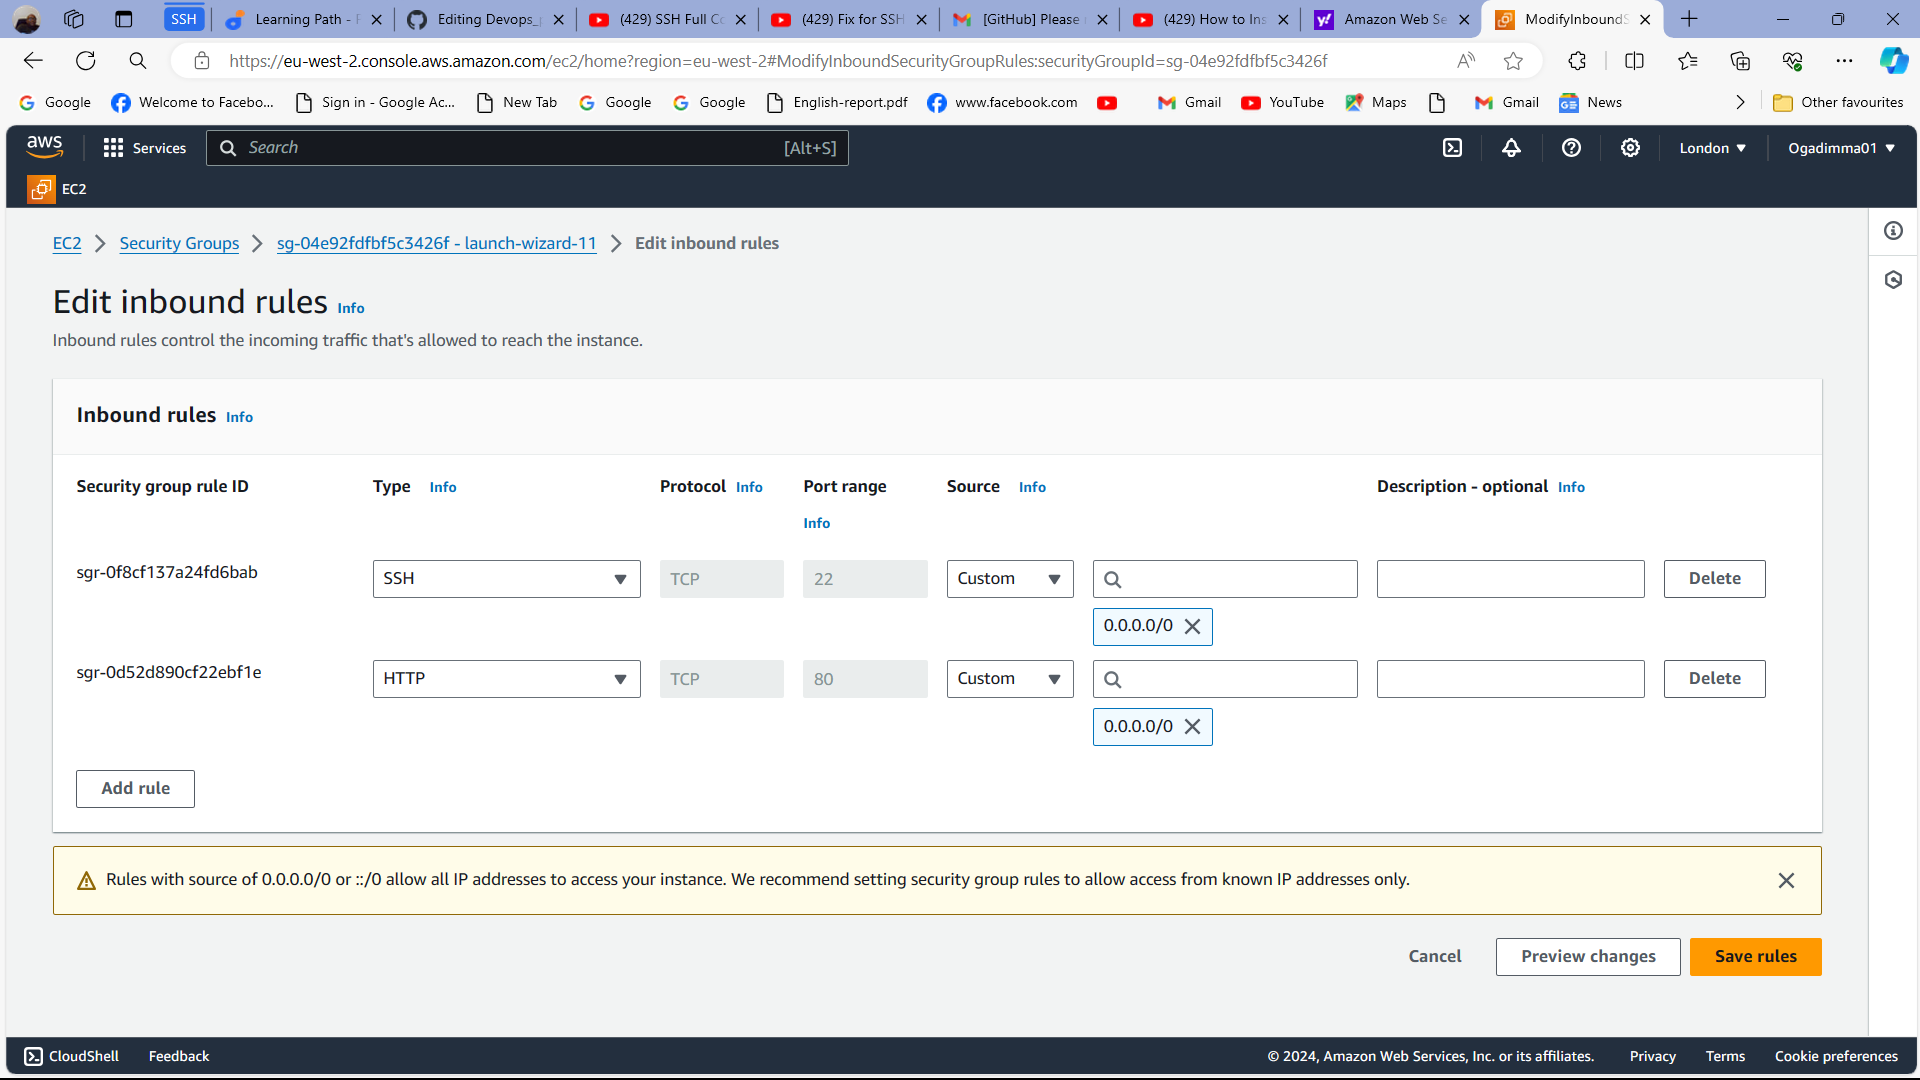 SSH
Learning Path -
Editing Devops_
(429) SSH Full
(429) Fix for SSH
[GitHub] Please
(429) How to Ins
Amazon Web Se
ModifyInboundS
https://eu-west-2.console.aws.amazon.com/ec2/home?region=eu-west-2#ModifyInboundSecurityGroupRules:securityGroupId=sg-04e92fdfbf5c3426f
Google
Welcome to Facebo...
Sign in - Google Ac...
New Tab
Google
Google
English-report.pdf
www.facebook.com
Gmail
YouTube
Maps
Gmail
News
Other favourites
aws
Services
Search
[Alt+S]
London
Ogadimma01
EC2
EC2 > Security Groups > sg-04e92fdfbf5c3426f - launch-wizard-11 > Edit inbound rules
Edit inbound rules Info
Inbound rules control the incoming traffic that's allowed to reach the instance.
Inbound rules Info
Security group rule ID
Type Info
Protocol Info
Port range
Info
Source Info
Description - optional Info
sgr-0f8cf137a24fd6bab
SSH
TCP
22
Custom
0.0.0.0/0
Delete
sgr-0d52d890cf22ebf1e
HTTP
TCP
80
Custom
0.0.0.0/0
Delete
Add rule
Rules with source of 0.0.0.0/0 or ::/0 allow all IP addresses to access your instance. We recommend setting security group rules to allow access from known IP addresses only.
Cancel
Preview changes
Save rules
CloudShell
Feedback
© 2024, Amazon Web Services, Inc. or its affiliates.
Privacy
Terms
Cookie preferences